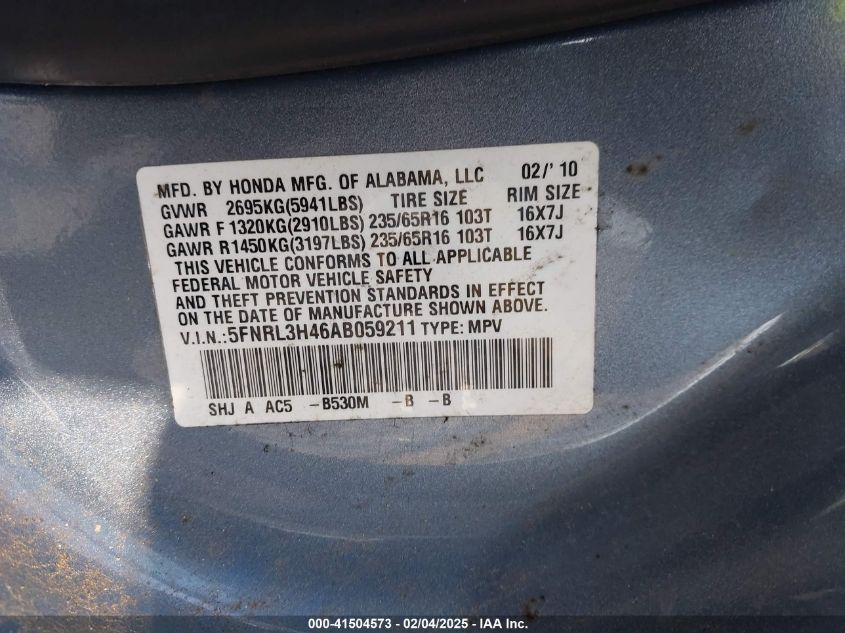 MFD. BY HONDA MFG. OF ALABAMA, LLC 02/' 10
GVWR 2695KG(5941LBS) TIRE SIZE RIM SIZE
GAWR F 1320KG(2910LBS) 235/65R16 103T 16X7J
GAWR R1450KG(3197LBS) 235/65R16 103T 16X7J
THIS VEHICLE CONFORMS TO ALL APPLICABLE
FEDERAL MOTOR VEHICLE SAFETY
AND THEFT PREVENTION STANDARDS IN EFFECT
ON THE DATE OF MANUFACTURE SHOWN ABOVE.
V.I.N.:5FNRL3H46AB059211 TYPE: MPV
SHJ A AC5 -B530M -B -B
000-41504573 - 02/04/2025 - IAA Inc.